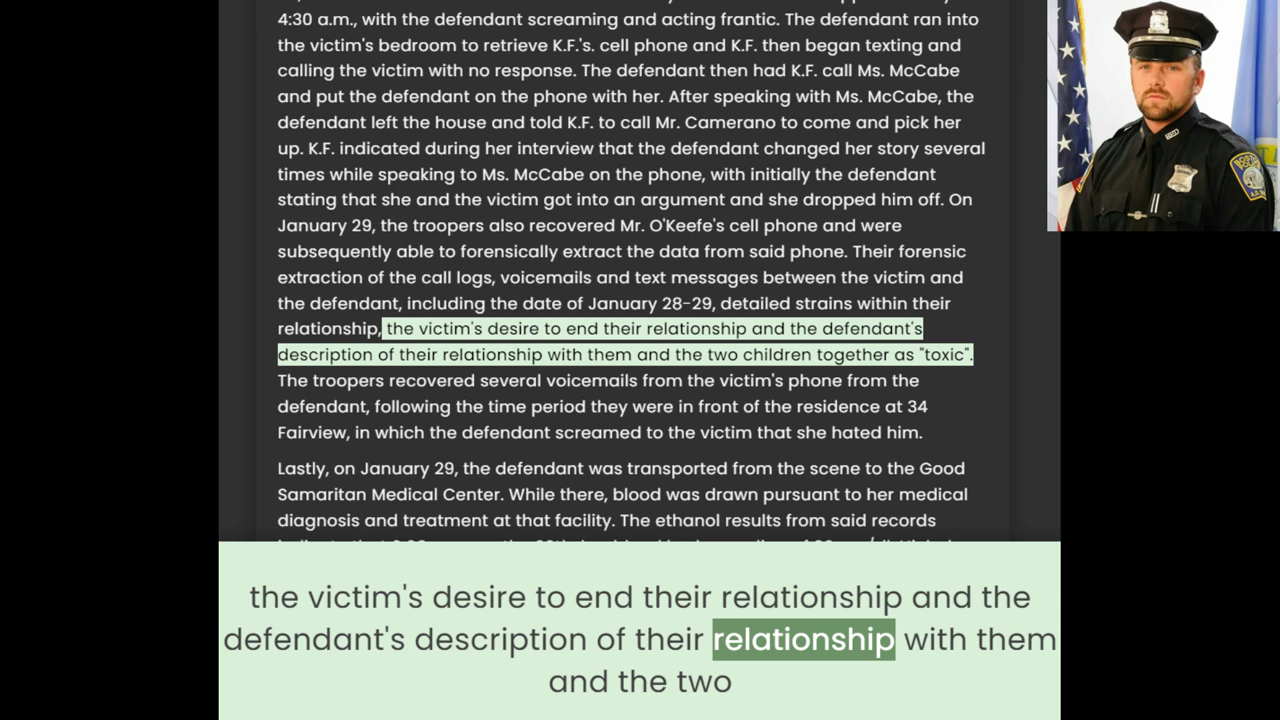 4:30 a.m., with the defendant screaming and acting frantic. The defendant ran into
the victim's bedroom to retrieve K.F.'s. cell phone and K.F. then began texting and
calling the victim with no response. The defendant then had K.F. call Ms. McCabe
and put the defendant on the phone with her. After speaking with Ms. McCabe, the
defendant left the house and told K.F. to call Mr. Camerano to come and pick her
up. K.F. indicated during her interview that the defendant changed her story several
times while speaking to Ms. McCabe on the phone, with initially the defendant
stating that she and the victim got into an argument and she dropped him off. On
January 29, the troopers also recovered Mr. O'Keefe's cell phone and were
subsequently able to forensically extract the data from said phone. Their forensic
extraction of the call logs, voicemails and text messages between the victim and
the defendant, including the date of January 28-29, detailed strains within their
relationship, the victim's desire to end their relationship and the defendant's
description of their relationship with them and the two children together as "toxic".
The troopers recovered several voicemails from the victim's phone from the
defendant, following the time period they were in front of the residence at 34
Fairview, in which the defendant screamed to the victim that she hated him.
Lastly, on January 29, the defendant was transported from the scene to the Good
Samaritan Medical Center. While there, blood was drawn pursuant to her medical
diagnosis and treatment at that facility. The ethanol results from said records
the victim's desire to end their relationship and the
defendant's description of their relationship with them
and the two